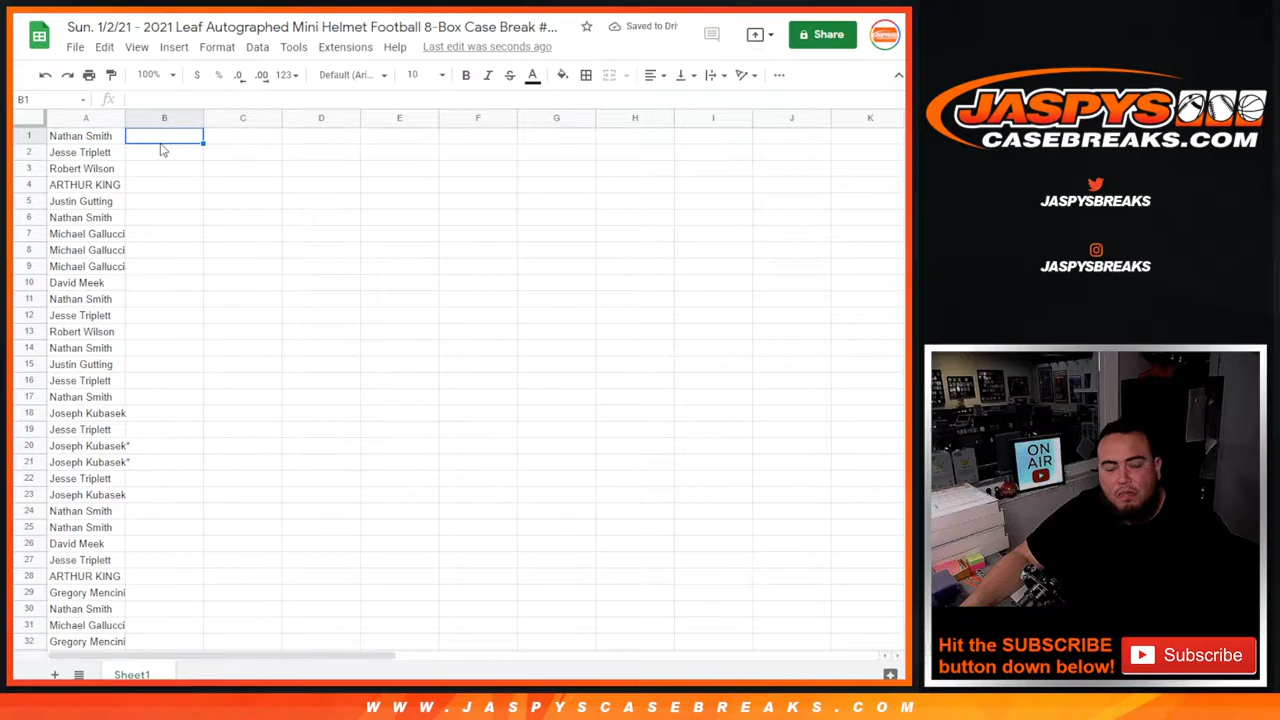 Sun. 1/2/21 - 2021 Leaf Autographed Mini Helmet Football 8-Box Case Break #...
Saved to Dri
Share
File Edit View Insert Format Data Tools Extensions Help Last edit was seconds ago
100% $ % .0 .00 123 Default (Ari... 10 B I S A
B1 fx
A B C D E F G H I J K
1 Nathan Smith
2 Jesse Triplett
3 Robert Wilson
4 ARTHUR KING
5 Justin Gutting
6 Nathan Smith
7 Michael Gallucci
8 Michael Gallucci
9 Michael Gallucci
10 David Meek
11 Nathan Smith
12 Jesse Triplett
13 Robert Wilson
14 Nathan Smith
15 Justin Gutting
16 Jesse Triplett
17 Nathan Smith
18 Joseph Kubasek
19 Jesse Triplett
20 Joseph Kubasek*
21 Joseph Kubasek*
22 Jesse Triplett
23 Joseph Kubasek
24 Nathan Smith
25 Nathan Smith
26 David Meek
27 Jesse Triplett
28 ARTHUR KING
29 Gregory Mencini
30 Nathan Smith
31 Michael Gallucci
32 Gregory Mencini
Sheet1
JASPYS
CASEBREAKS.COM
JASPYSBREAKS
JASPYSBREAKS
ON
AIR
Hit the SUBSCRIBE
button down below!
Subscribe
WWW.JASPYSCASEBREAKS.COM